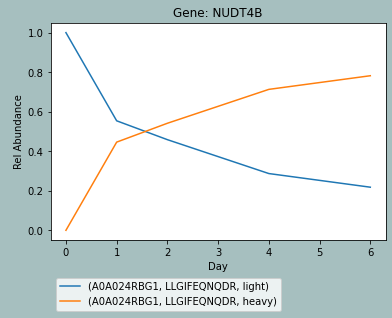 Gene: NUDT4B
1.0
0.8
0.6
0.4
0.2
0.0
Rel Abundance
0 1 2 3 4 5 6
Day
(A0A024RBG1, LLGIFEQNQDR, light)
(A0A024RBG1, LLGIFEQNQDR, heavy)